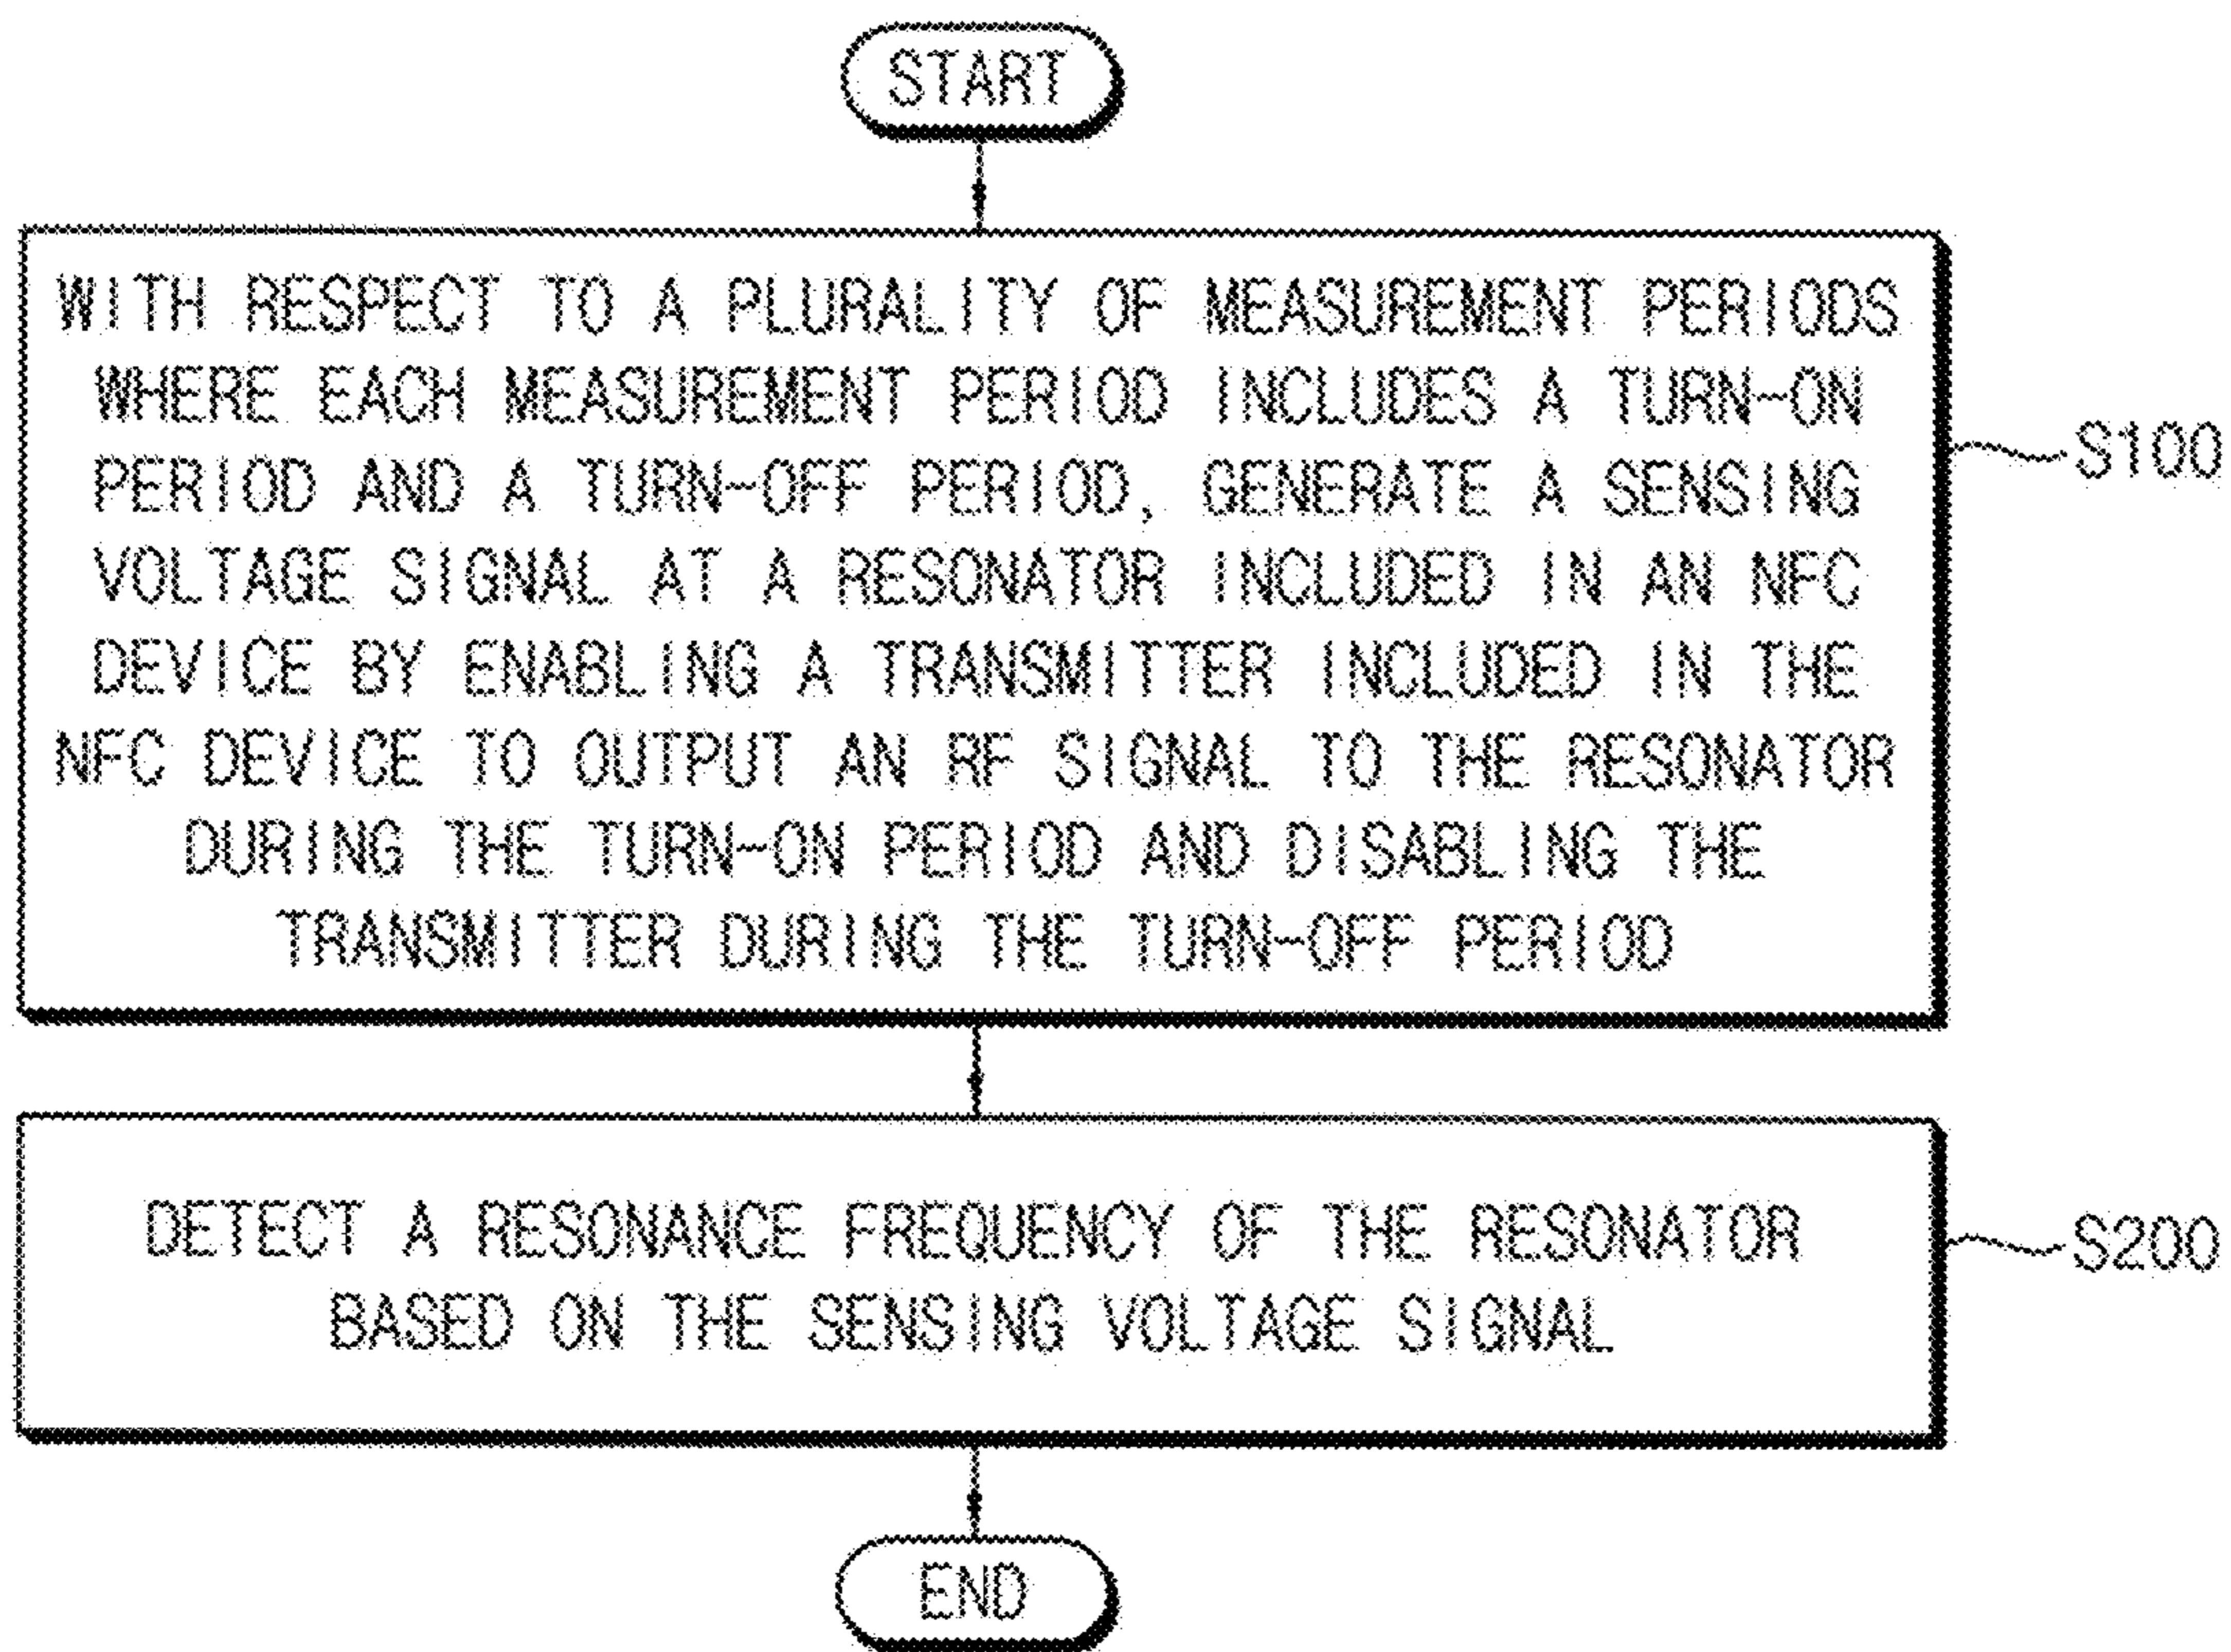 START
WITH RESPECT TO A PLURALITY OF MEASUREMENT PERIODS
WHERE EACH MEASUREMENT PERIOD INCLUDES A TURN-ON
PERIOD AND A TURN-OFF PERIOD, GENERATE A SENSING
VOLTAGE SIGNAL AT A RESONATOR INCLUDED IN AN NFC
DEVICE BY ENABLING A TRANSMITTER INCLUDED IN THE
NFC DEVICE TO OUTPUT AN RF SIGNAL TO THE RESONATOR
DURING THE TURN-ON PERIOD AND DISABLING THE
TRANSMITTER DURING THE TURN-OFF PERIOD
S100
DETECT A RESONANCE FREQUENCY OF THE RESONATOR
BASED ON THE SENSING VOLTAGE SIGNAL
S200
END